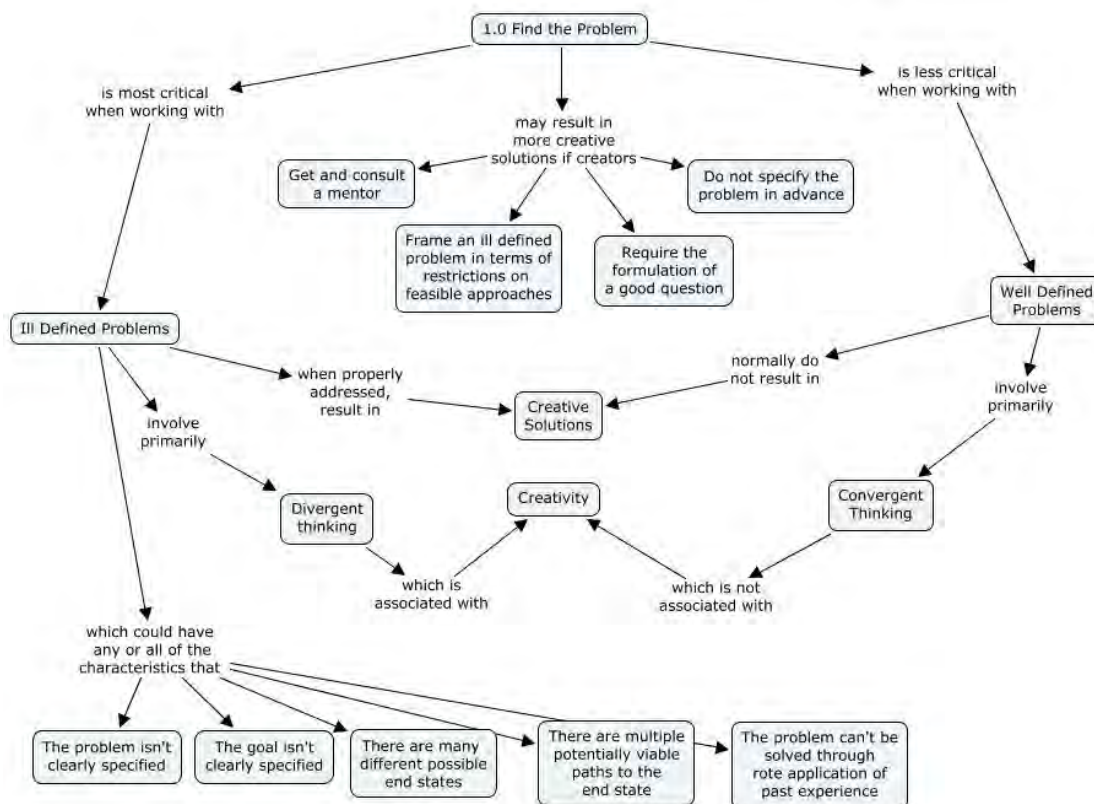 1.0 Find the Problem
is most critical
when working with
may result in
more creative
solutions if creators
is less critical
when working with
Get and consult
a mentor
Do not specify the
problem in advance
Frame an ill defined
problem in terms of
restrictions on
feasible approaches
Require the
formulation of
a good question
Ill Defined Problems
Well Defined
Problems
when properly
addressed,
result in
normally do
not result in
Creative
Solutions
involve
primarily
involve
primarily
Divergent
thinking
Creativity
Convergent
Thinking
which is
associated with
which is not
associated with
which could have
any or all of the
characteristics that
The problem isn't
clearly specified
The goal isn't
clearly specified
There are many
different possible
end states
There are multiple
potentially viable
paths to the
end state
The problem can't be
solved through
rote application of
past experience